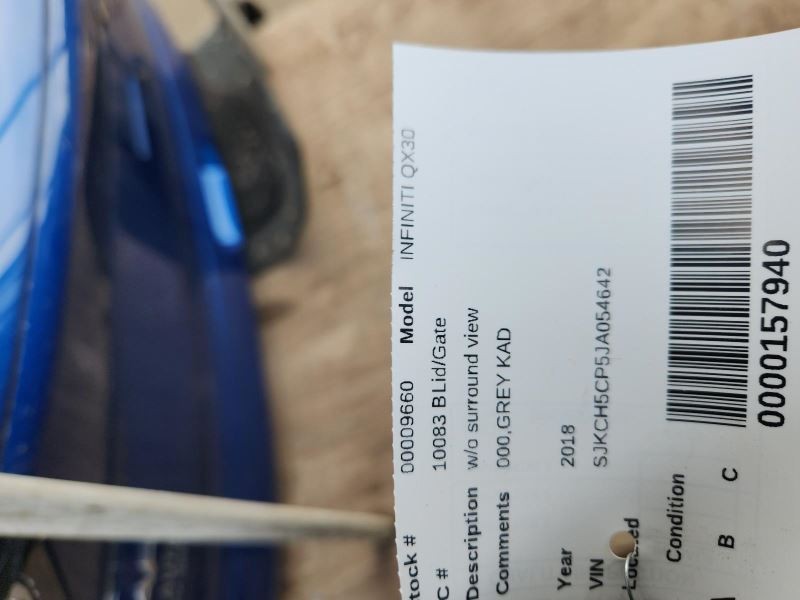 tock # 00009660 Model INFINITI QX30
C # 10083 BLid/Gate
Description w/o surround view
Comments 000,GREY KAD
Year 2018
VIN SJKCH5CP5JA054642
Condition
B C
0000157940